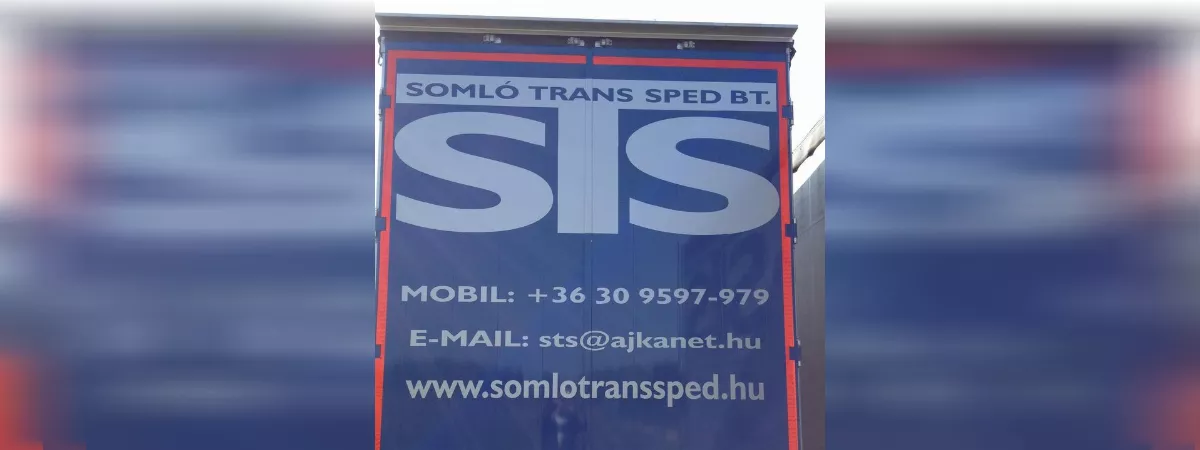 SOMLÓ TRANS SPED BT.
STS
MOBIL: +36 30 9597-979
E-MAIL: sts@ajkanet.hu
www.somlotranssped.hu